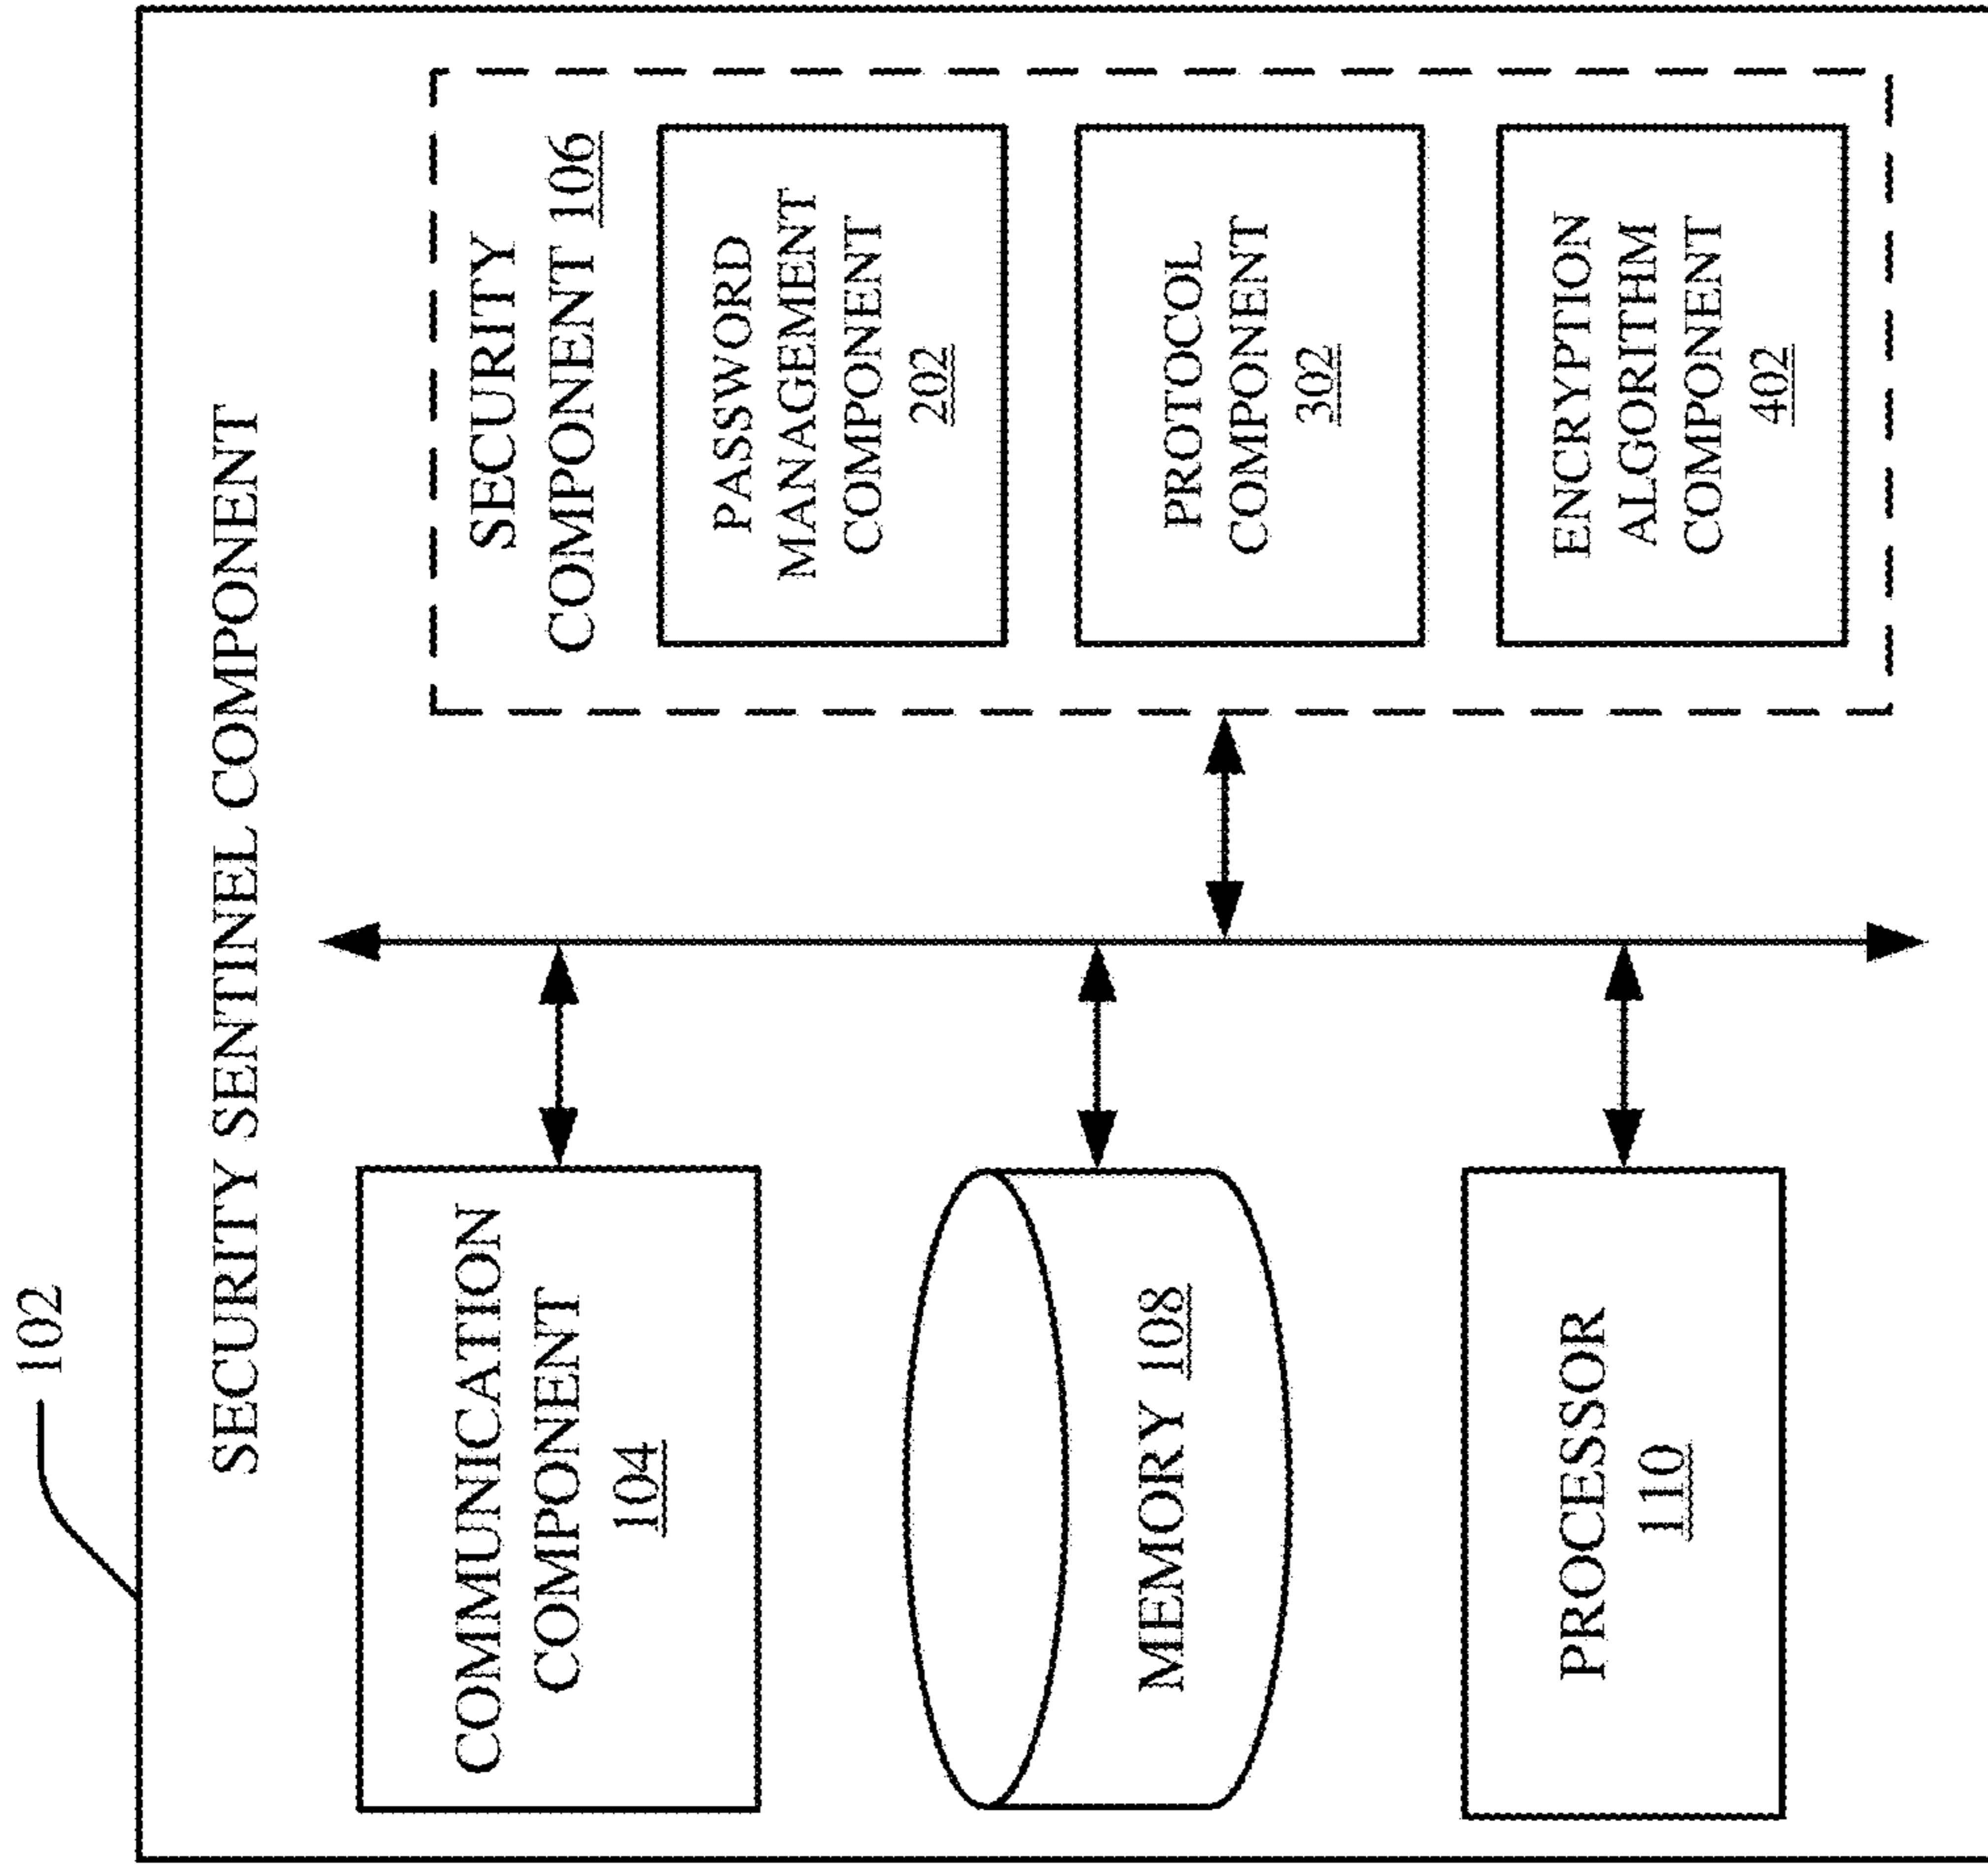 102
SECURITY SENTINEL COMPONENT
COMMUNICATION
COMPONENT
104
MEMORY 108
PROCESSOR
110
SECURITY
COMPONENT 106
PASSWORD
MANAGEMENT
COMPONENT
202
PROTOCOL
COMPONENT
302
ENCRYPTION
ALGORITHM
COMPONENT
402